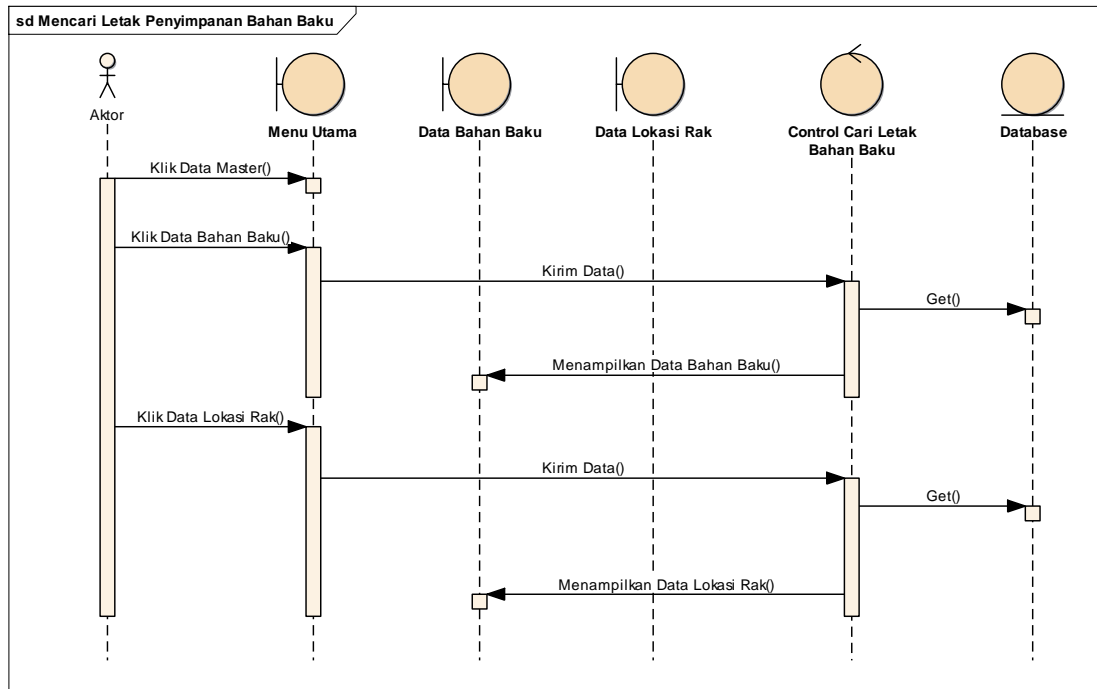 sd Mencari Letak Penyimpanan Bahan Baku
Aktor
Menu Utama
Data Bahan Baku
Data Lokasi Rak
Control Cari Letak
Bahan Baku
Database
Klik Data Master()
Klik Data Bahan Baku()
Kirim Data()
Get()
Menampilkan Data Bahan Baku()
Klik Data Lokasi Rak()
Kirim Data()
Get()
Menampilkan Data Lokasi Rak()